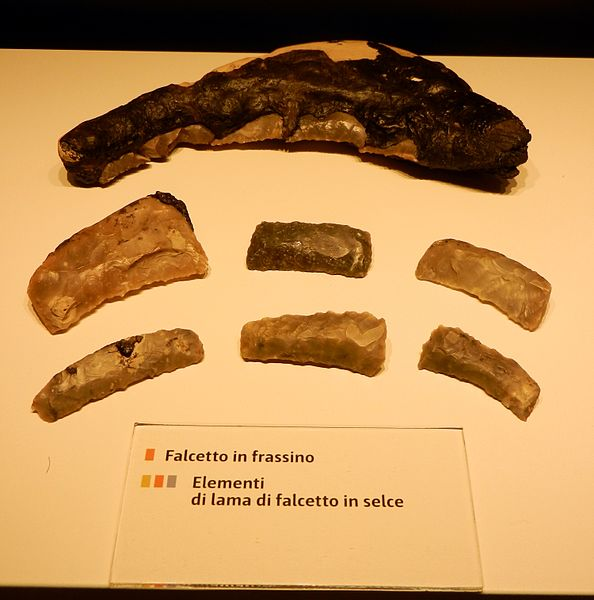 Falcetto in frassino
Elementi
di lama di falcetto in selce